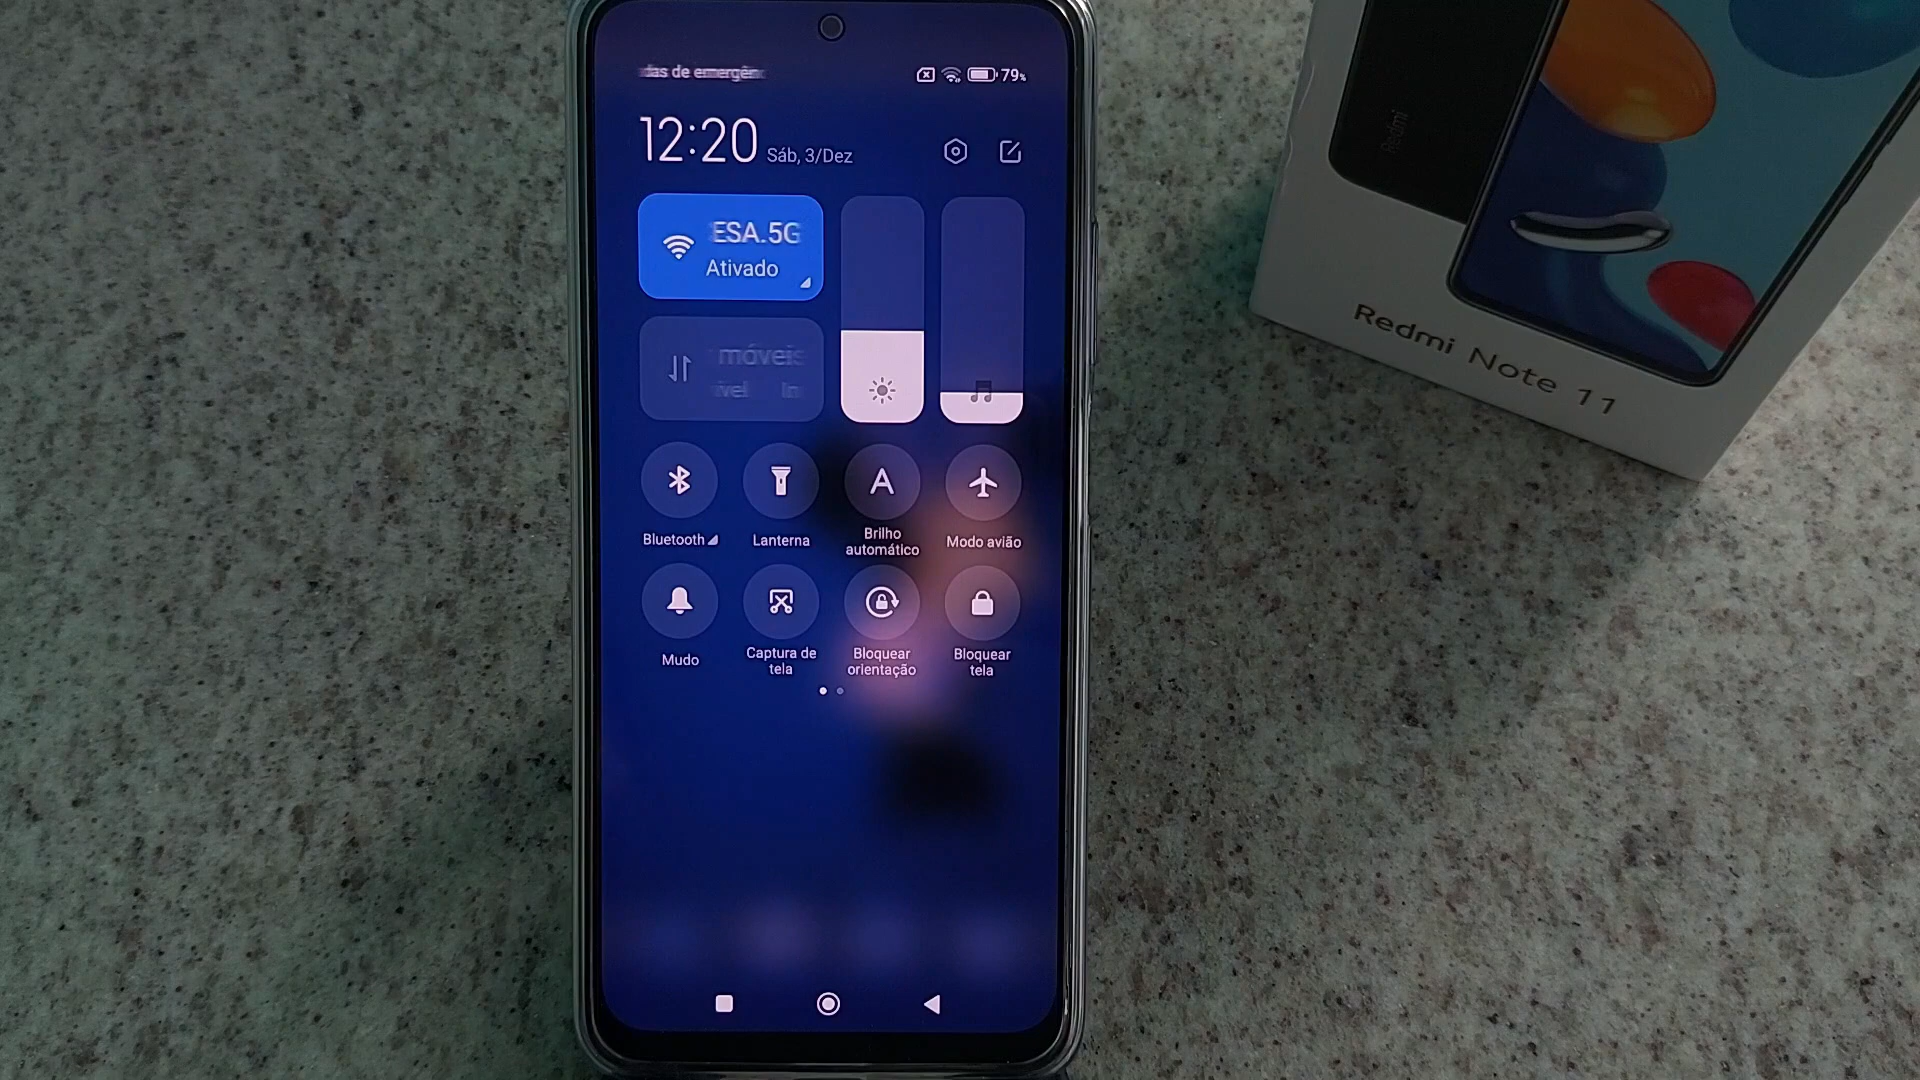 das de emergên
79%
12:20 Sáb, 3/Dez
ESA.5G
Ativado
móveis
Bluetooth
Lanterna
Brilho
automático
Modo avião
Mudo
Captura de
tela
Bloquear
orientação
Bloquear
tela
Redmi
Redmi Note 11